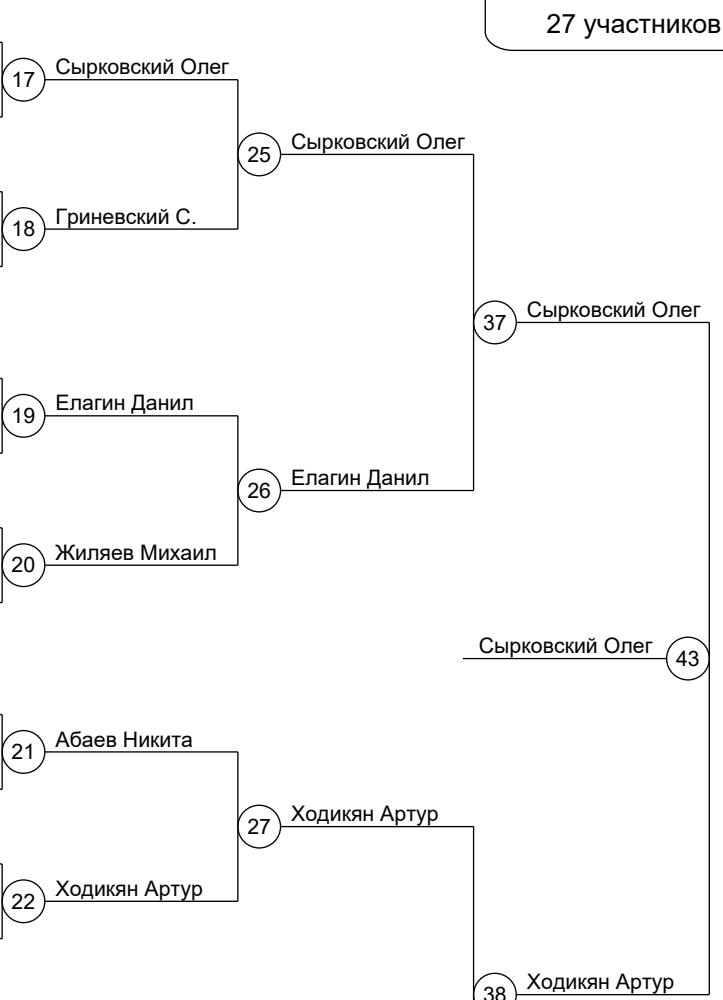 27 участников
17 Сырковский Олег
25 Сырковский Олег
18 Гриневский С.
37 Сырковский Олег
19 Елагин Данил
26 Елагин Данил
20 Жиляев Михаил
Сырковский Олег 43
21 Абаев Никита
27 Ходикян Артур
22 Ходикян Артур
38 Ходикян Артур